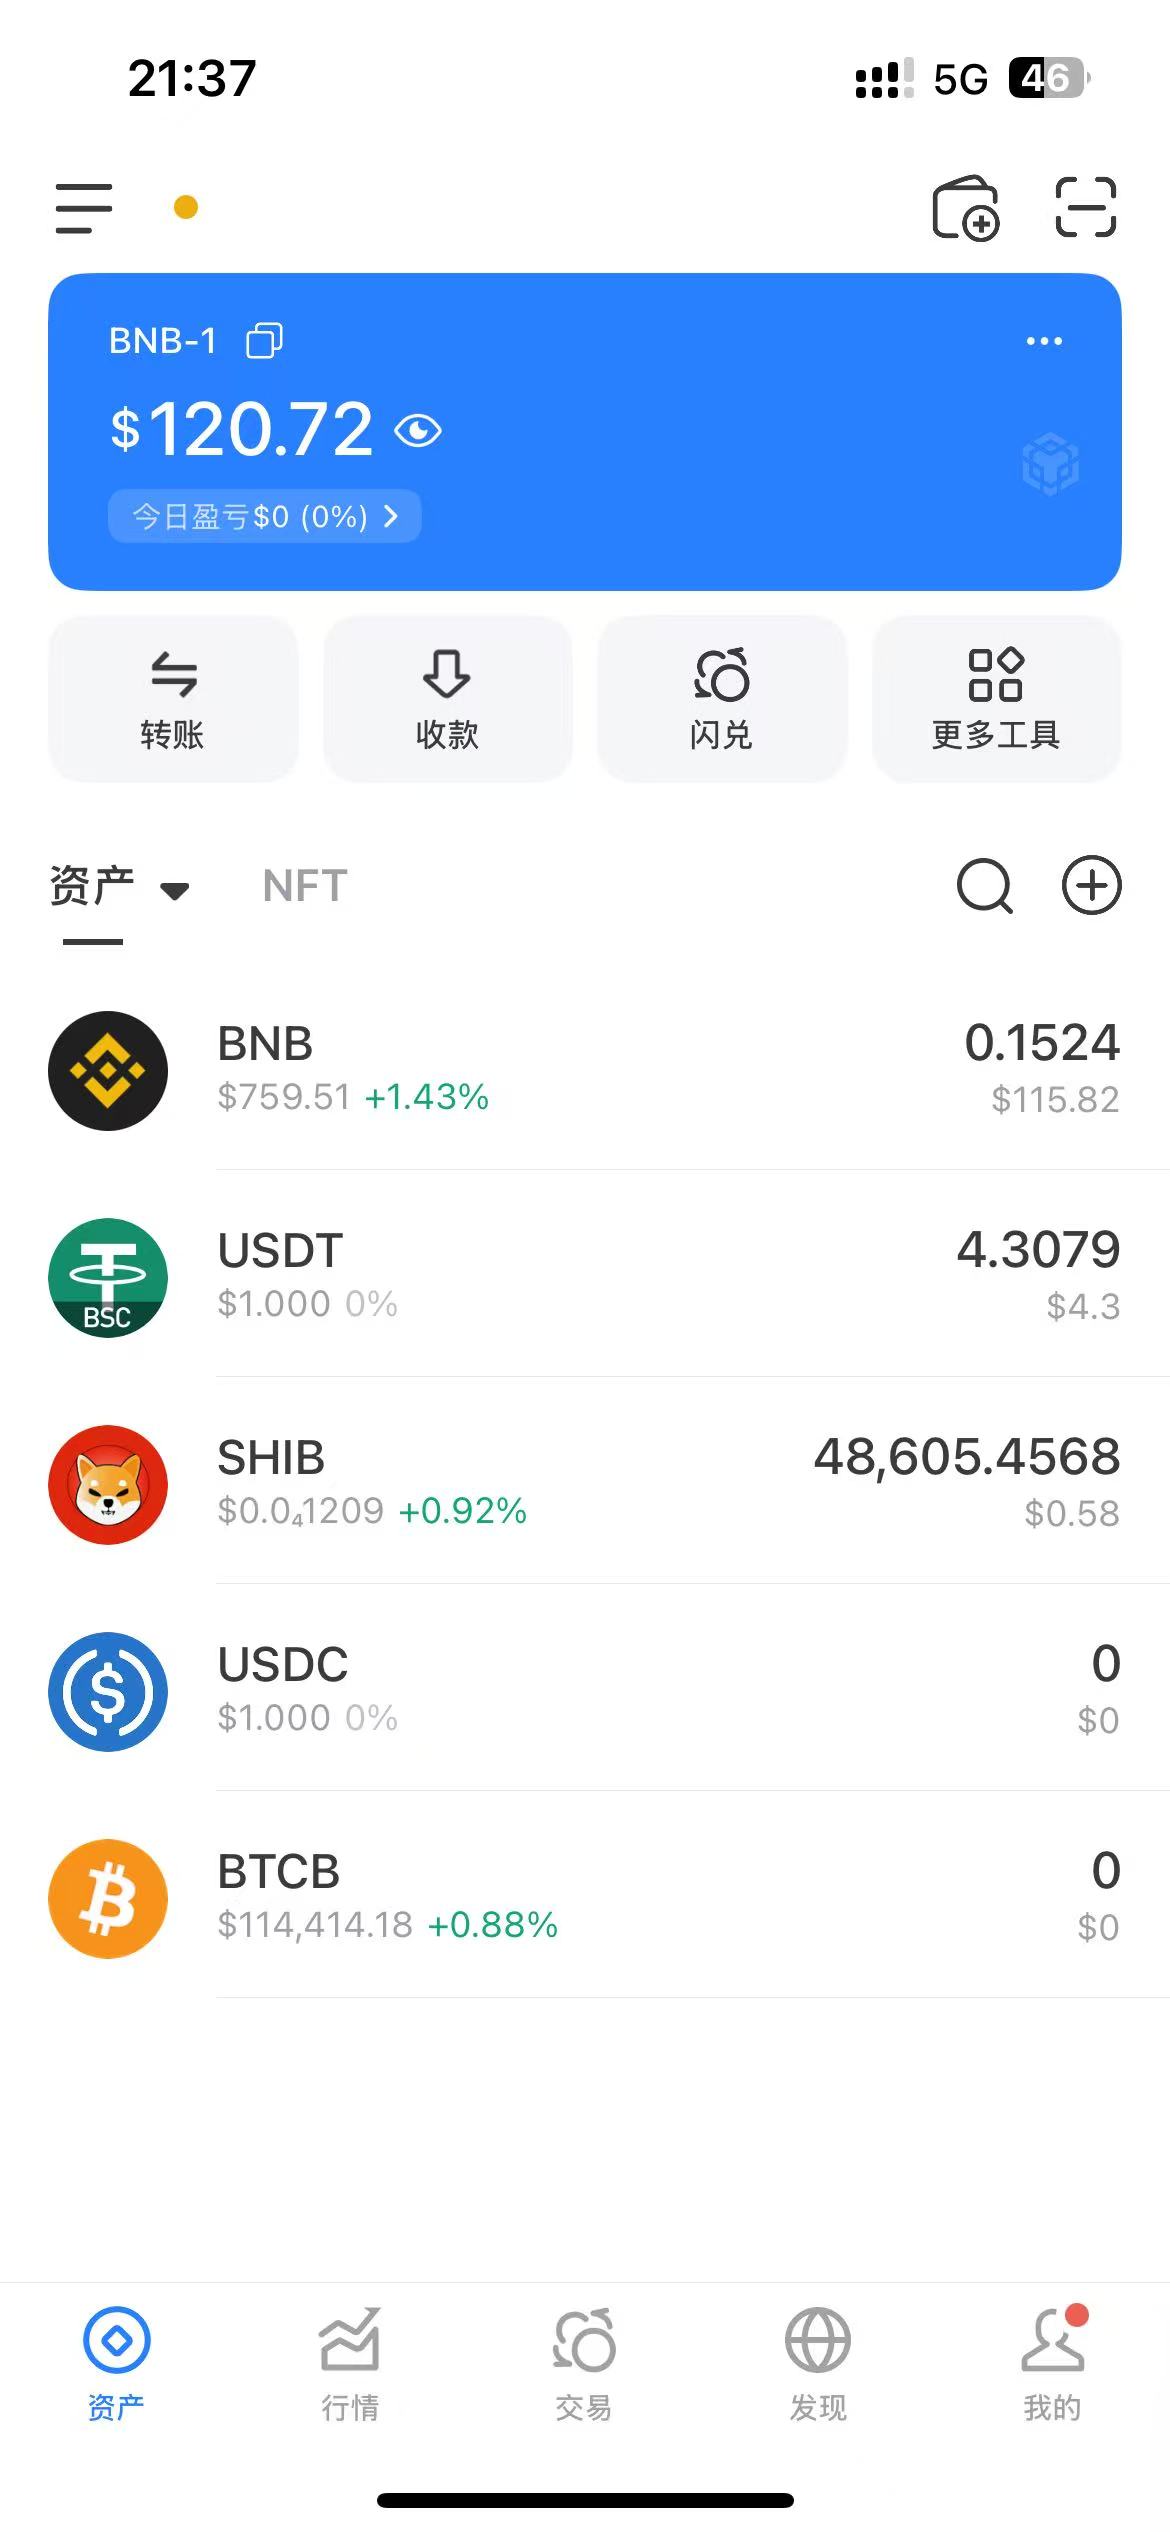 21:37 5G 46
BNB-1
$120.72
今日盈亏$0 (0%)
转账 收款 闪兑 更多工具
资产 NFT
BNB 0.1524
$759.51 +1.43% $115.82
BSC
USDT 4.3079
$1.000 0% $4.3
SHIB 48,605.4568
$0.0₄1209 +0.92% $0.58
USDC 0
$1.000 0% $0
BTCB 0
$114,414.18 +0.88% $0
资产 行情 交易 发现 我的